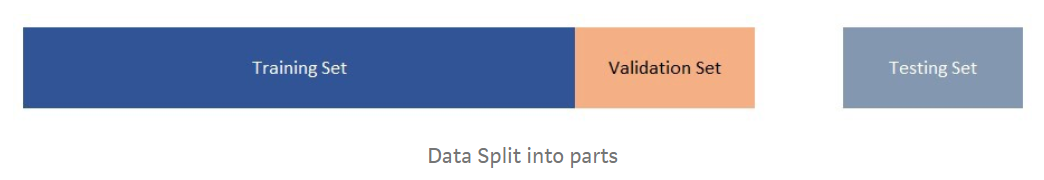 Training Set
Validation Set
Testing Set
Data Split into parts